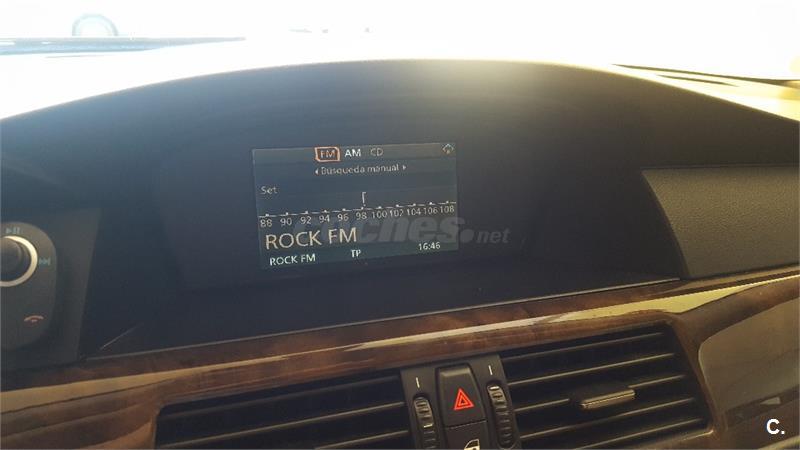 FM AM CD
Búsqueda manual
Set
88 90 92 94 96 98 100 102 104 106 108
ROCK FM
coches.net
ROCK FM TP 16:46
C.